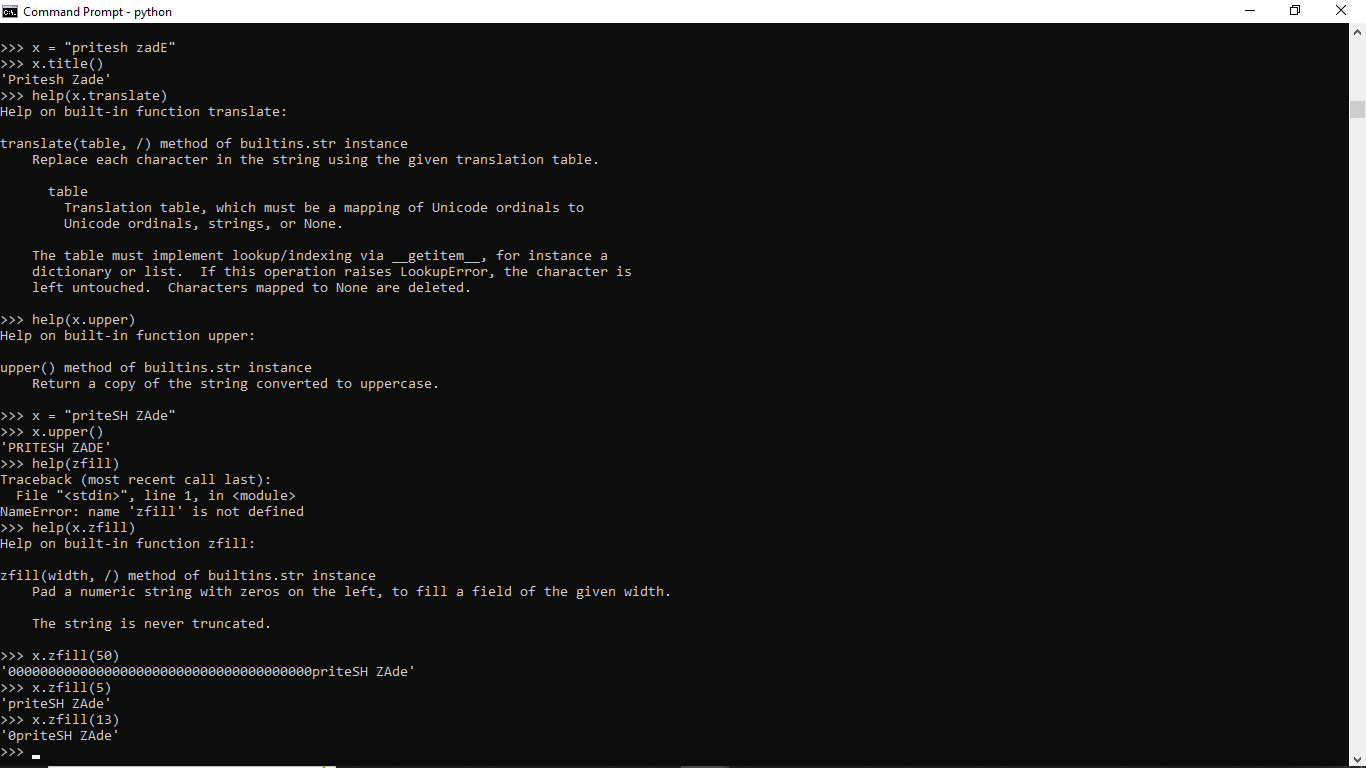 Command Prompt - python
>>> x = "pritesh zadE"
>>> x.title()
'Pritesh Zade'
>>> help(x.translate)
Help on built-in function translate:
translate(table, /) method of builtins.str instance
Replace each character in the string using the given translation table.
table
Translation table, which must be a mapping of Unicode ordinals to
Unicode ordinals, strings, or None.
The table must implement lookup/indexing via __getitem__, for instance a
dictionary or list.  If this operation raises LookupError, the character is
left untouched.  Characters mapped to None are deleted.
>>> help(x.upper)
Help on built-in function upper:
upper() method of builtins.str instance
Return a copy of the string converted to uppercase.
>>> x = "priteSH ZAde"
>>> x.upper()
'PRITESH ZADE'
>>> help(zfill)
Traceback (most recent call last):
File "<stdin>", line 1, in <module>
NameError: name 'zfill' is not defined
>>> help(x.zfill)
Help on built-in function zfill:
zfill(width, /) method of builtins.str instance
Pad a numeric string with zeros on the left, to fill a field of the given width.
The string is never truncated.
>>> x.zfill(50)
'00000000000000000000000000000000000000priteSH ZAde'
>>> x.zfill(5)
'priteSH ZAde'
>>> x.zfill(13)
'0priteSH ZAde'
>>>